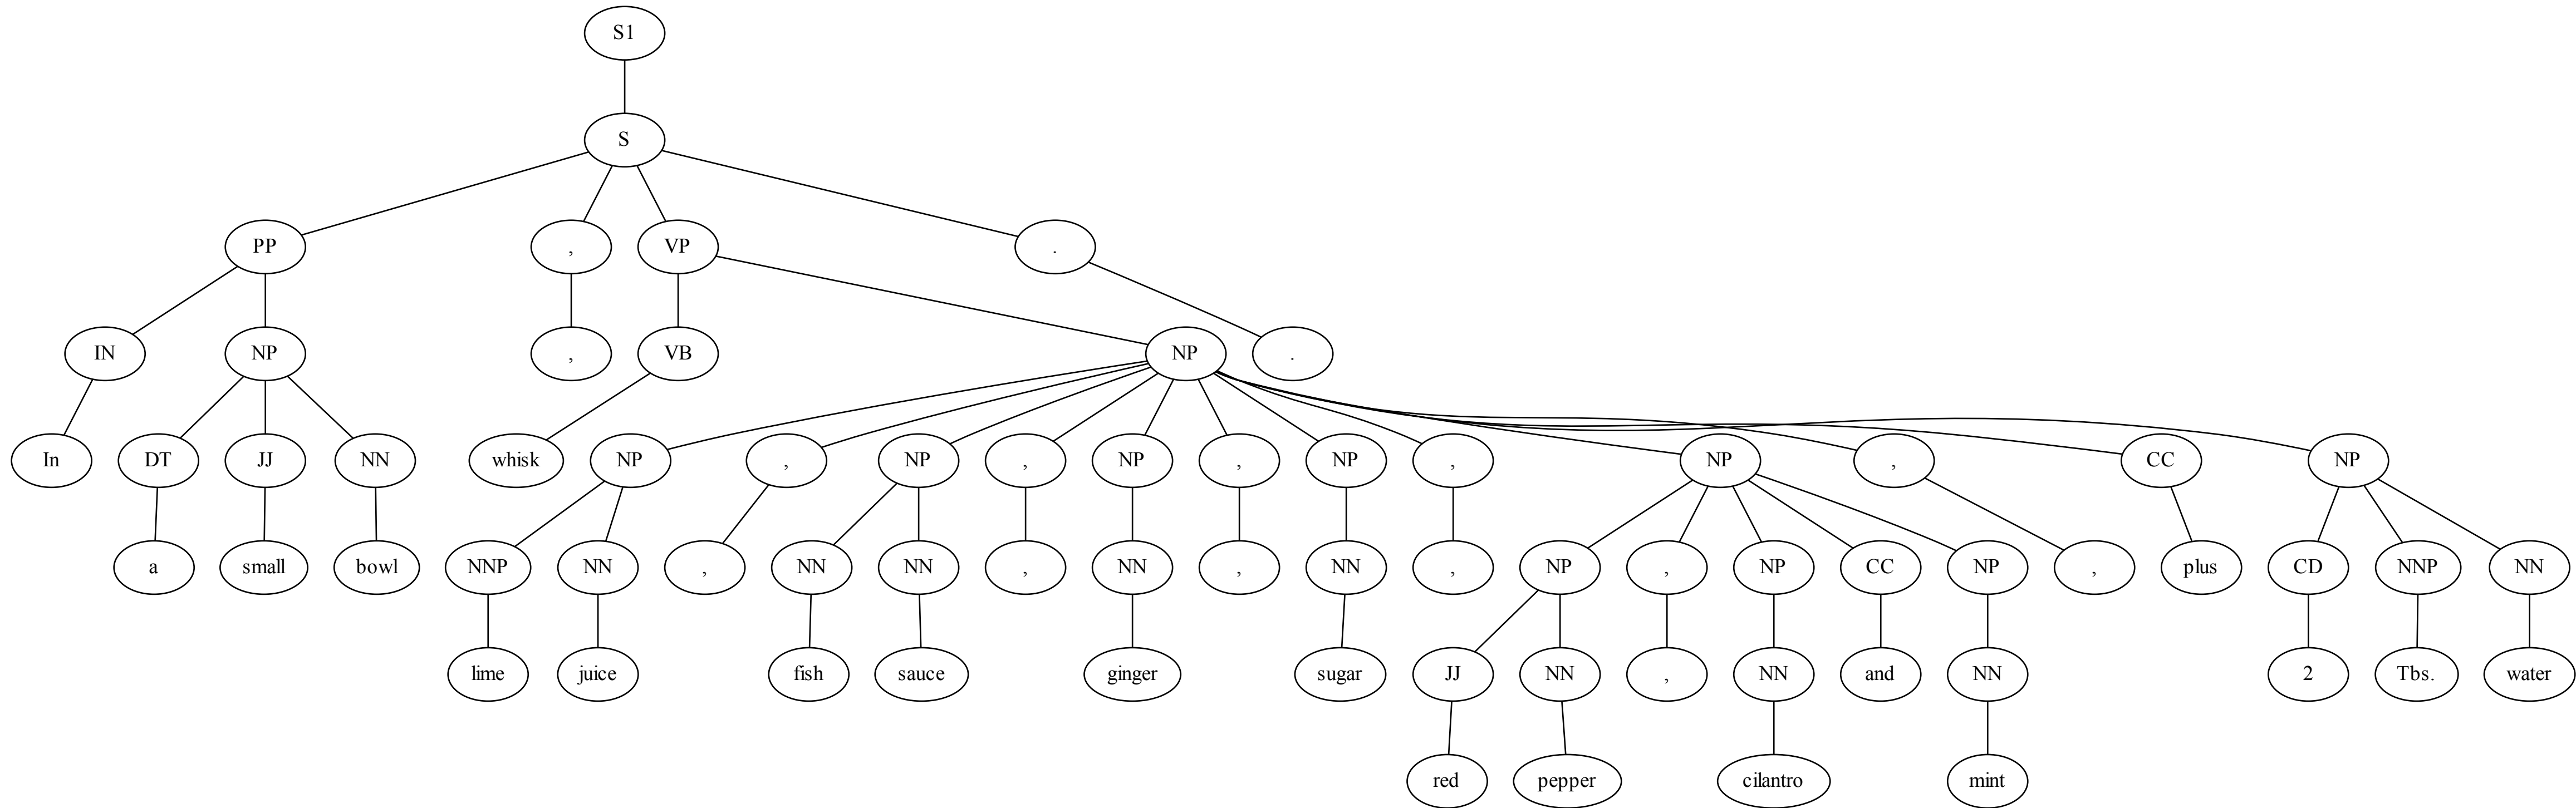 S1
S
PP , VP .
IN NP , VB NP .
In DT JJ NN whisk NP , NP , NP , NP , NP , CC NP
a small bowl NNP NN , NN NN , NN , NN , NP , NP CC NP , plus CD NNP NN
lime juice fish sauce ginger sugar JJ NN , NN and NN 2 Tbs. water
red pepper cilantro mint